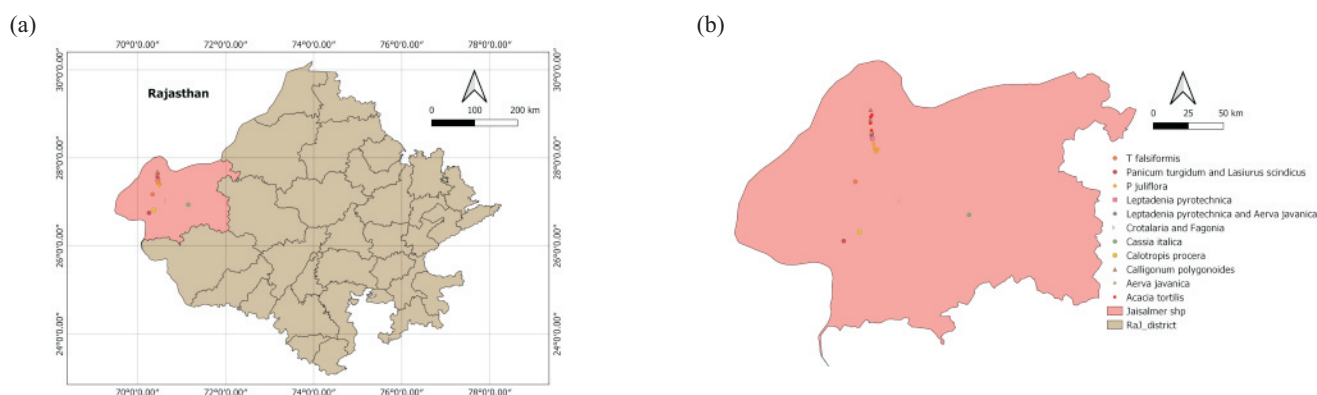 (a)
70°0'0.00" 72°0'0.00" 74°0'0.00" 76°0'0.00" 78°0'0.00"
30°0'0.00"
28°0'0.00"
26°0'0.00"
24°0'0.00"
Rajasthan
0 100 200 km
30°0'0.00"
28°0'0.00"
26°0'0.00"
24°0'0.00"
70°0'0.00" 72°0'0.00" 74°0'0.00" 76°0'0.00" 78°0'0.00"
(b)
0 25 50 km
T falsiformis
Panicum turgidum and Lasiurus scindicus
P juliflora
Leptadenia pyrotechnica
Leptadenia pyrotechnica and Aerva javanica
Crotalaria and Fagonia
Cassia italica
Calotropis procera
Calligonum polygonoides
Aerva javanica
Acacia tortilis
Jaisalmer shp
RaJ_district